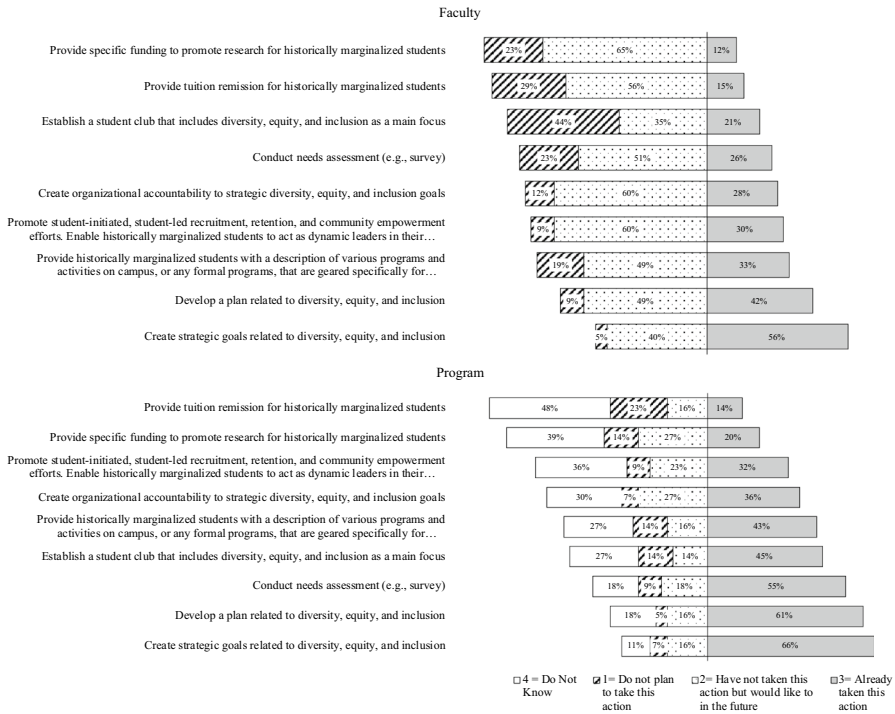 Faculty
Provide specific funding to promote research for historically marginalized students
23% 65% 12%
Provide tuition remission for historically marginalized students
29% 56% 15%
Establish a student club that includes diversity, equity, and inclusion as a main focus
44% 35% 21%
Conduct needs assessment (e.g., survey)
23% 51% 26%
Create organizational accountability to strategic diversity, equity, and inclusion goals
12% 60% 28%
Promote student-initiated, student-led recruitment, retention, and community empowerment
efforts. Enable historically marginalized students to act as dynamic leaders in their…
9% 60% 30%
Provide historically marginalized students with a description of various programs and
activities on campus, or any formal programs, that are geared specifically for…
19% 49% 33%
Develop a plan related to diversity, equity, and inclusion
9% 49% 42%
Create strategic goals related to diversity, equity, and inclusion
5% 40% 56%
Program
Provide tuition remission for historically marginalized students
48% 23% 16% 14%
Provide specific funding to promote research for historically marginalized students
39% 14% 27% 20%
Promote student-initiated, student-led recruitment, retention, and community empowerment
efforts. Enable historically marginalized students to act as dynamic leaders in their…
36% 9% 23% 32%
Create organizational accountability to strategic diversity, equity, and inclusion goals
30% 7% 27% 36%
Provide historically marginalized students with a description of various programs and
activities on campus, or any formal programs, that are geared specifically for…
27% 14% 16% 43%
Establish a student club that includes diversity, equity, and inclusion as a main focus
27% 14% 14% 45%
Conduct needs assessment (e.g., survey)
18% 9% 18% 55%
Develop a plan related to diversity, equity, and inclusion
18% 5% 16% 61%
Create strategic goals related to diversity, equity, and inclusion
11% 7% 16% 66%
4 = Do Not
Know
1= Do not plan
to take this
action
2= Have not taken this
action but would like to
in the future
3= Already
taken this
action